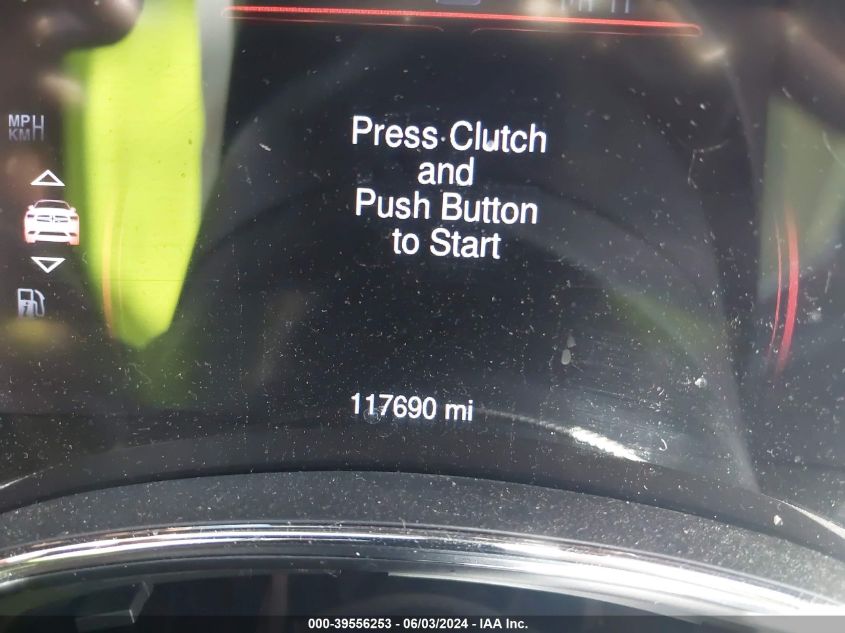 MPH
KMH
Press Clutch
and
Push Button
to Start
117690 mi
000-39556253 - 06/03/2024 - IAA Inc.